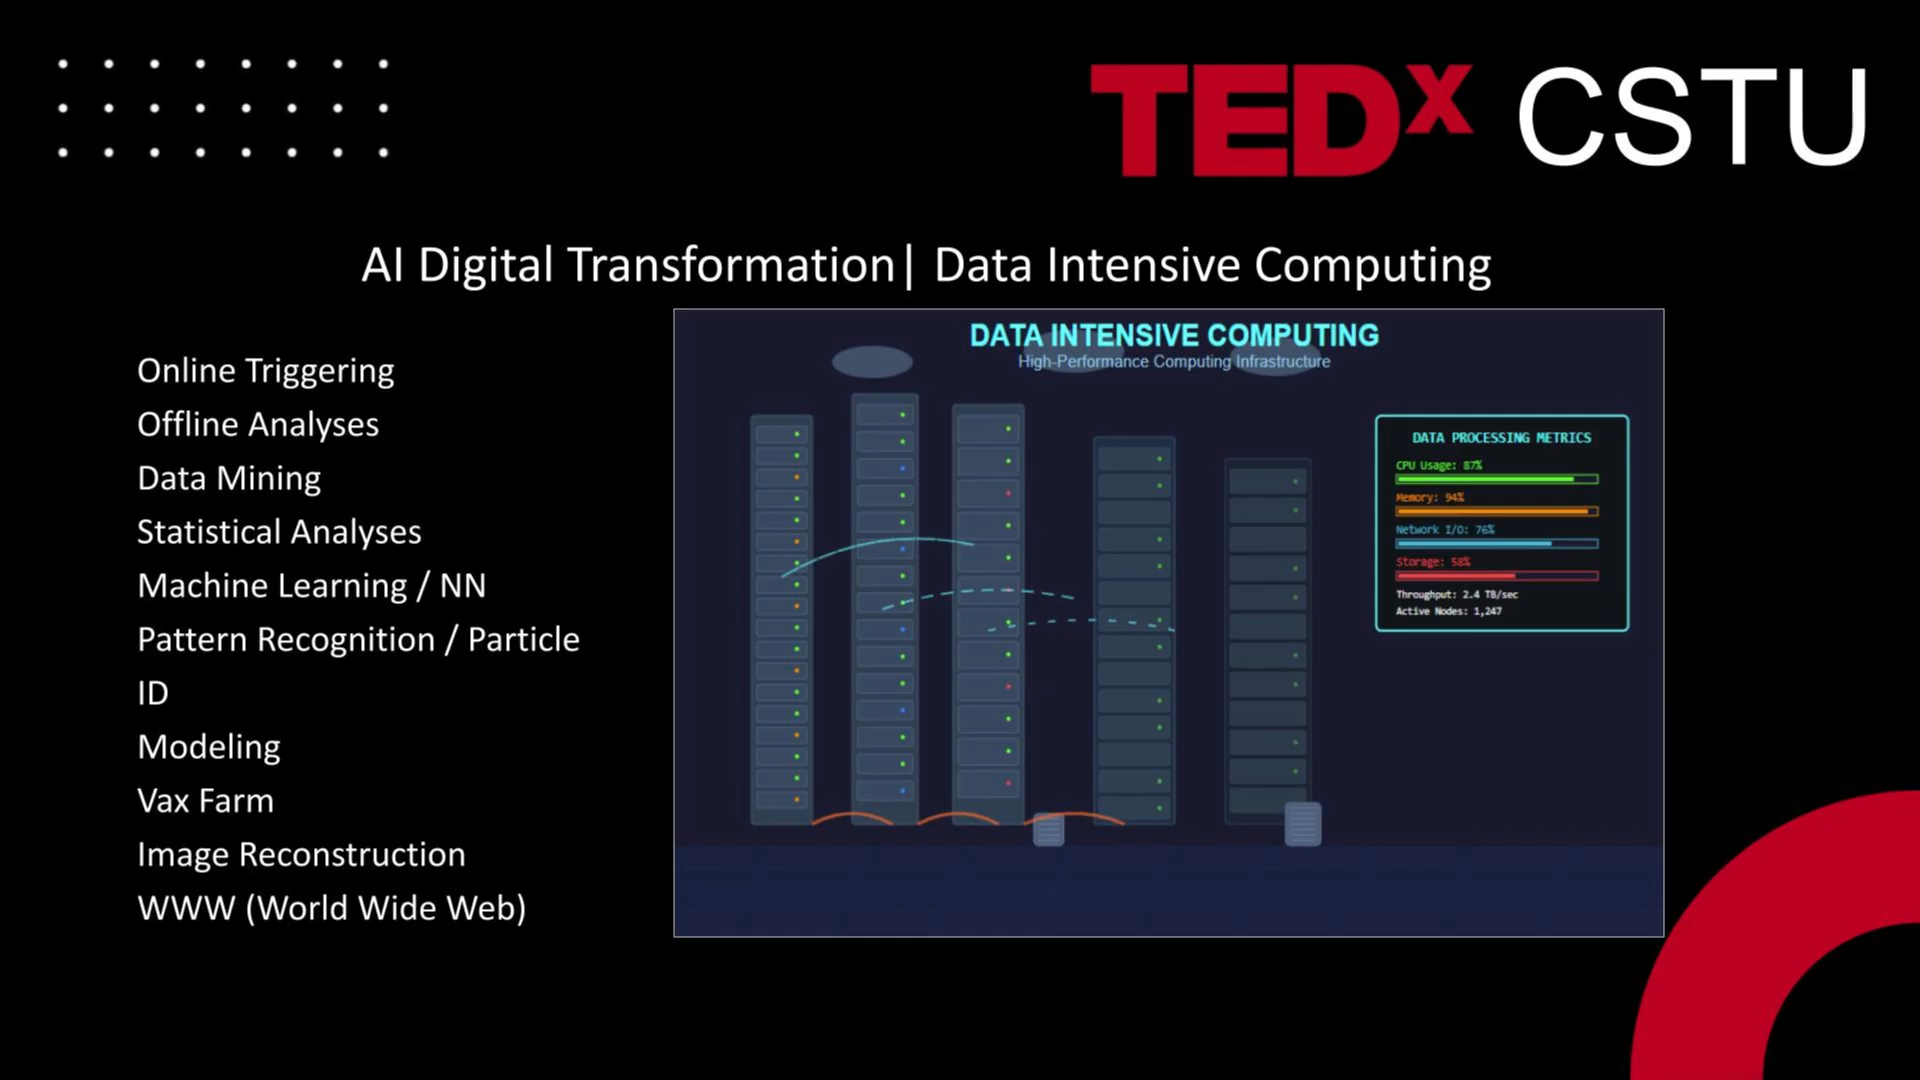 TEDx CSTU
AI Digital Transformation| Data Intensive Computing
Online Triggering
Offline Analyses
Data Mining
Statistical Analyses
Machine Learning / NN
Pattern Recognition / Particle
ID
Modeling
Vax Farm
Image Reconstruction
WWW (World Wide Web)
DATA INTENSIVE COMPUTING
High-Performance Computing Infrastructure
DATA PROCESSING METRICS
CPU Usage: 87%
Memory: 94%
Network I/O: 76%
Storage: 58%
Throughput: 2.4 TB/sec
Active Nodes: 1,247